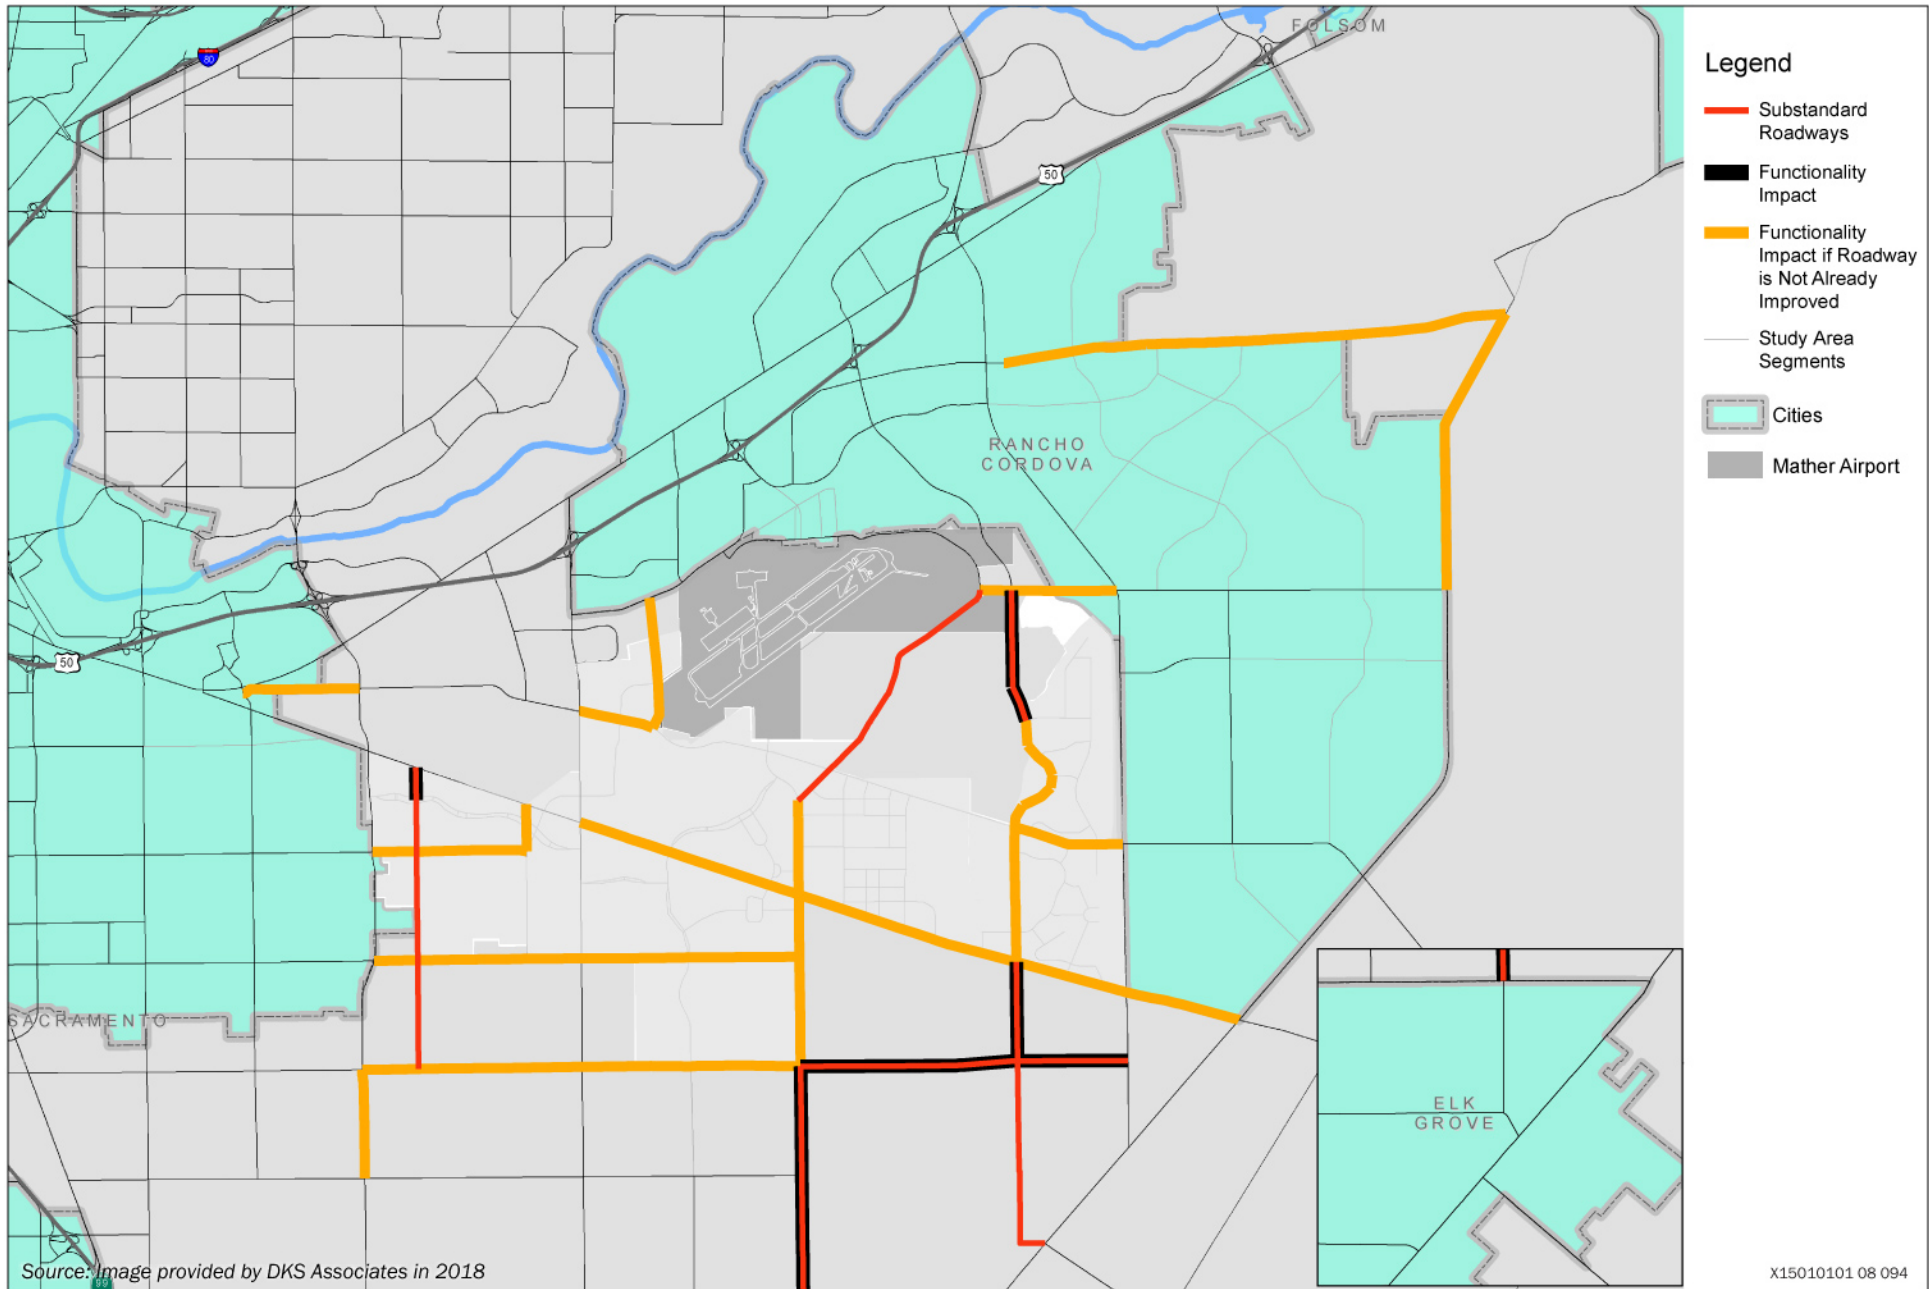 FOLSOM
80
50
RANCHO
CORDOVA
50
SACRAMENTO
ELK
GROVE
99
Source: Image provided by DKS Associates in 2018
Legend
Substandard
Roadways
Functionality
Impact
Functionality
Impact if Roadway
is Not Already
Improved
Study Area
Segments
Cities
Mather Airport
X15010101 08 094